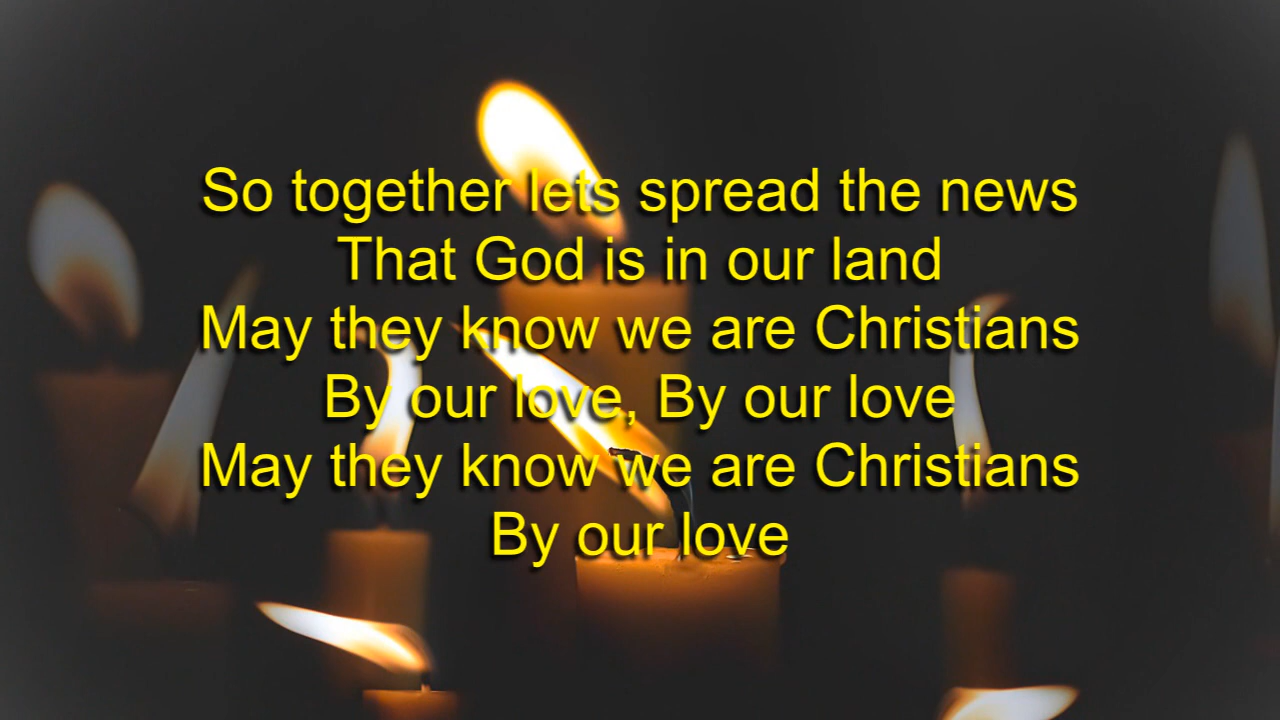 So together lets spread the news
That God is in our land
May they know we are Christians
By our love, By our love
May they know we are Christians
By our love